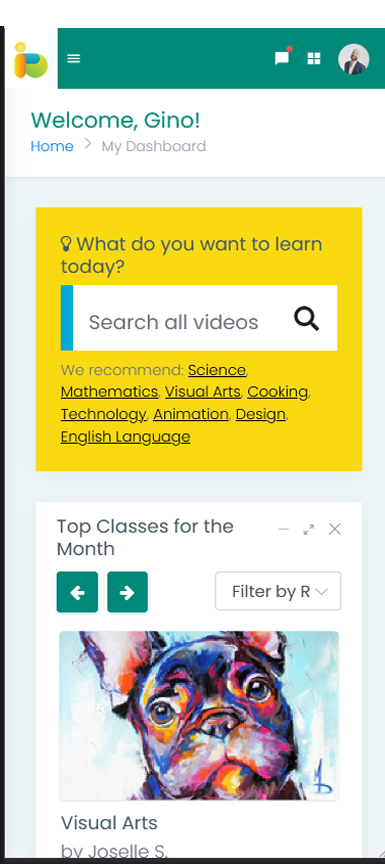 Welcome, Gino!
Home > My Dashboard
What do you want to learn
today?
Search all videos
We recommend: Science,
Mathematics, Visual Arts, Cooking,
Technology, Animation, Design,
English Language
Top Classes for the
Month
Filter by R
Visual Arts
by Joselle S.